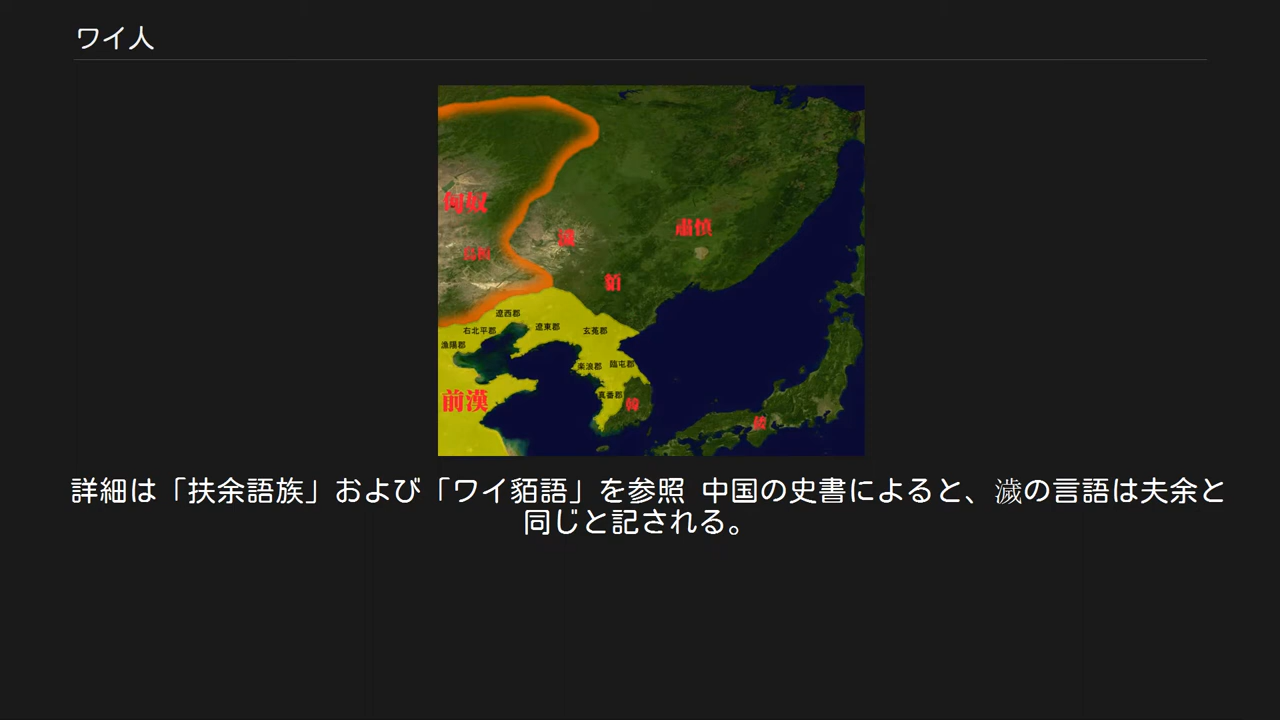 ワイ人
匈奴
肅慎
貊
遼西郡
右北平郡
遼東郡
玄菟郡
漁陽郡
楽浪郡
臨屯郡
真番郡
韓
前漢
倭
詳細は「扶余語族」および「ワイ貊語」を参照 中国の史書によると、濊の言語は夫余と
同じと記される。